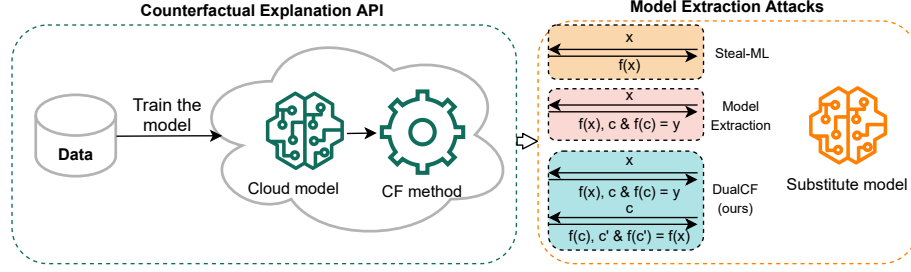 Counterfactual Explanation API
Model Extraction Attacks
Data
Train the
model
Cloud model
CF method
x
f(x)
Steal-ML
x
f(x), c & f(c) = y
Model
Extraction
x
f(x), c & f(c) = y
c
f(c), c' & f(c') = f(x)
DualCF
(ours)
Substitute model